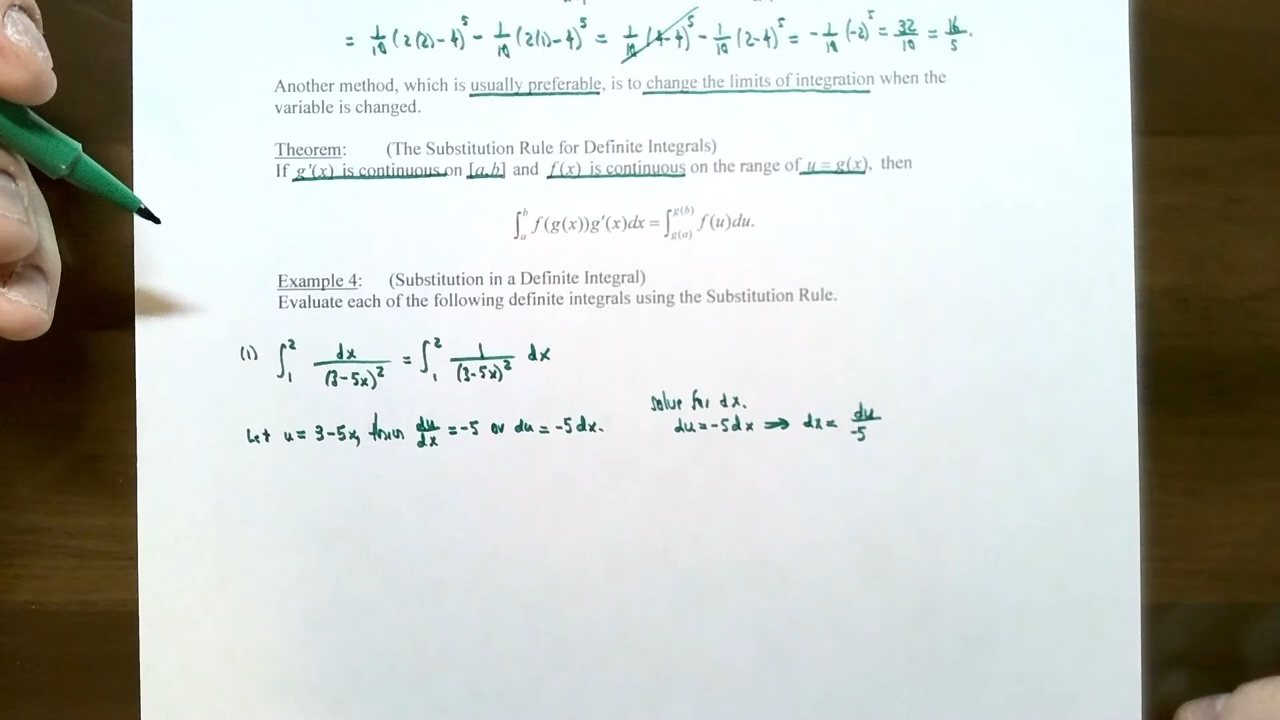 = 1/10 (2(2) - 4)^5 - 1/10 (2(1) - 4)^5 = 1/10 (4 - 4)^5 - 1/10 (2 - 4)^5 = - 1/10 (-2)^5 = 32/10 = 16/5.
Another method, which is usually preferable, is to change the limits of integration when the
variable is changed.
Theorem: (The Substitution Rule for Definite Integrals)
If g'(x) is continuous on [a,b] and f(x) is continuous on the range of u = g(x), then
∫_a^b f(g(x))g'(x)dx = ∫_{g(a)}^{g(b)} f(u)du.
Example 4: (Substitution in a Definite Integral)
Evaluate each of the following definite integrals using the Substitution Rule.
(1) ∫_1^2 dx/(3-5x)^2 = ∫_1^2 1/(3-5x)^2 dx
solve for dx.
Let u = 3-5x, then du/dx = -5 or du = -5dx. du = -5dx ⇒ dx = du/-5